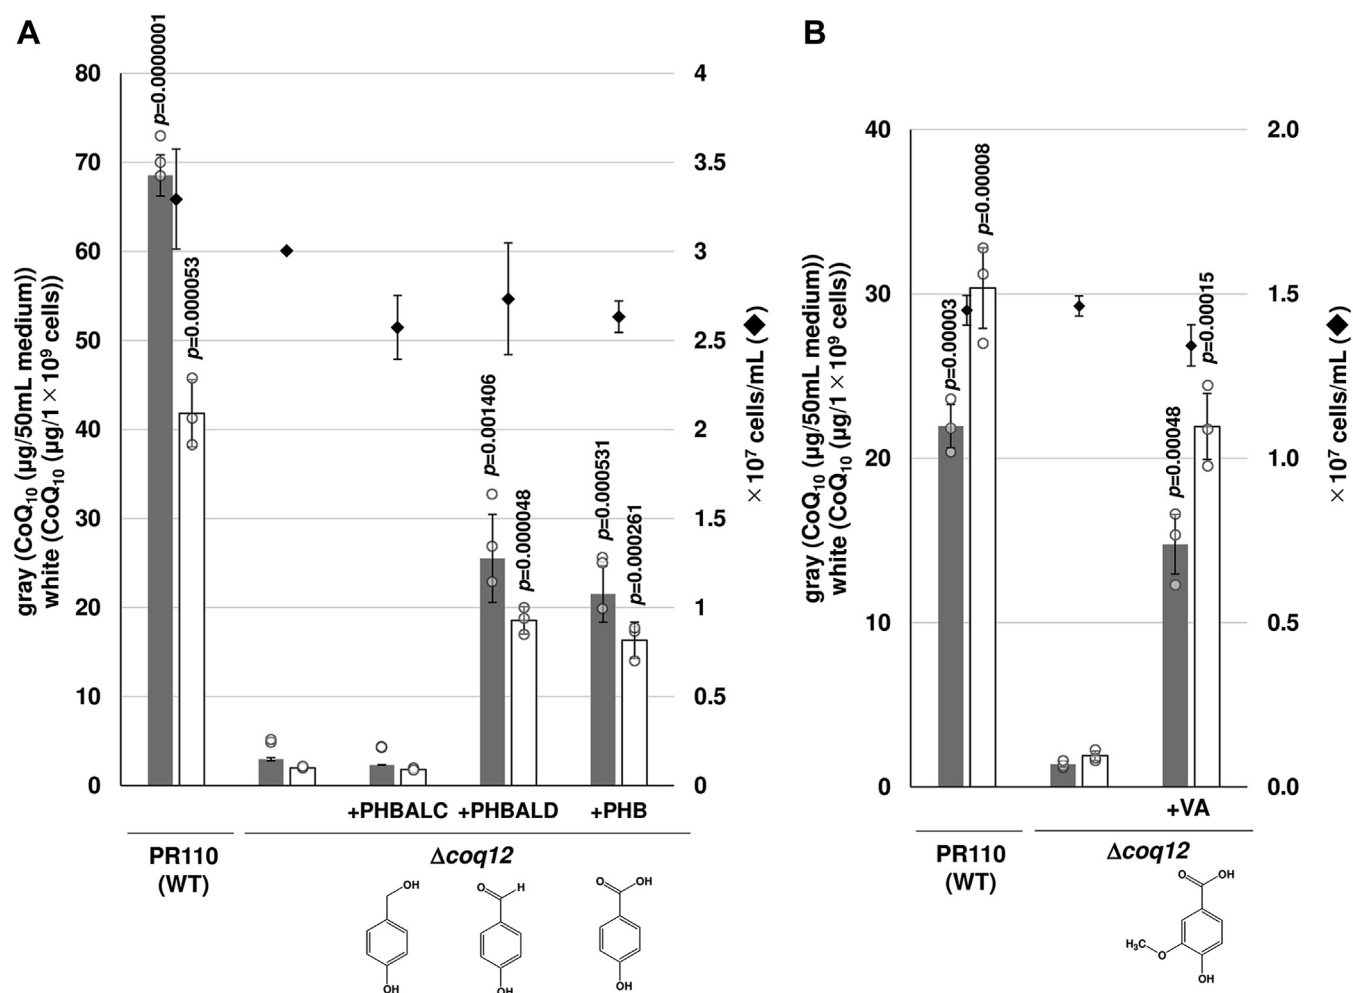 A
p=0.0000001
p=0.000053
p=0.001406
p=0.000048
p=0.000531
p=0.000261
80
70
60
50
40
30
20
10
0
gray (CoQ10 (μg/50mL medium))
white (CoQ10 (μg/1×10⁹ cells))
4
3.5
3
2.5
2
1.5
1
0.5
0
×10⁷ cells/mL (◆)
+PHBALC +PHBALD +PHB
PR110
(WT)
Δcoq12
OH
OH
O H
OH
O OH
OH
B
p=0.00003
p=0.00008
p=0.00048
p=0.00015
40
30
20
10
0
gray (CoQ10 (μg/50mL medium))
white (CoQ10 (μg/1×10⁹ cells))
2.0
1.5
1.0
0.5
0.0
×10⁷ cells/mL (◆)
+VA
PR110
(WT)
Δcoq12
O OH
H3C O
OH